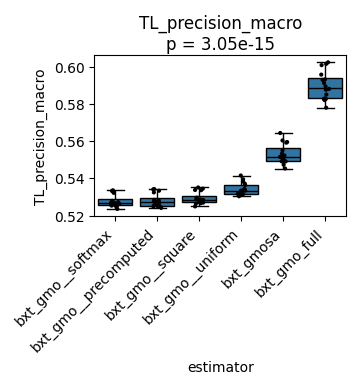 TL_precision_macro
p = 3.05e-15
TL_precision_macro
0.60
0.58
0.56
0.54
0.52
bxt_gmo__softmax
bxt_gmo__precomputed
bxt_gmo__square
bxt_gmo__uniform
bxt_gmosa
bxt_gmo_full
estimator